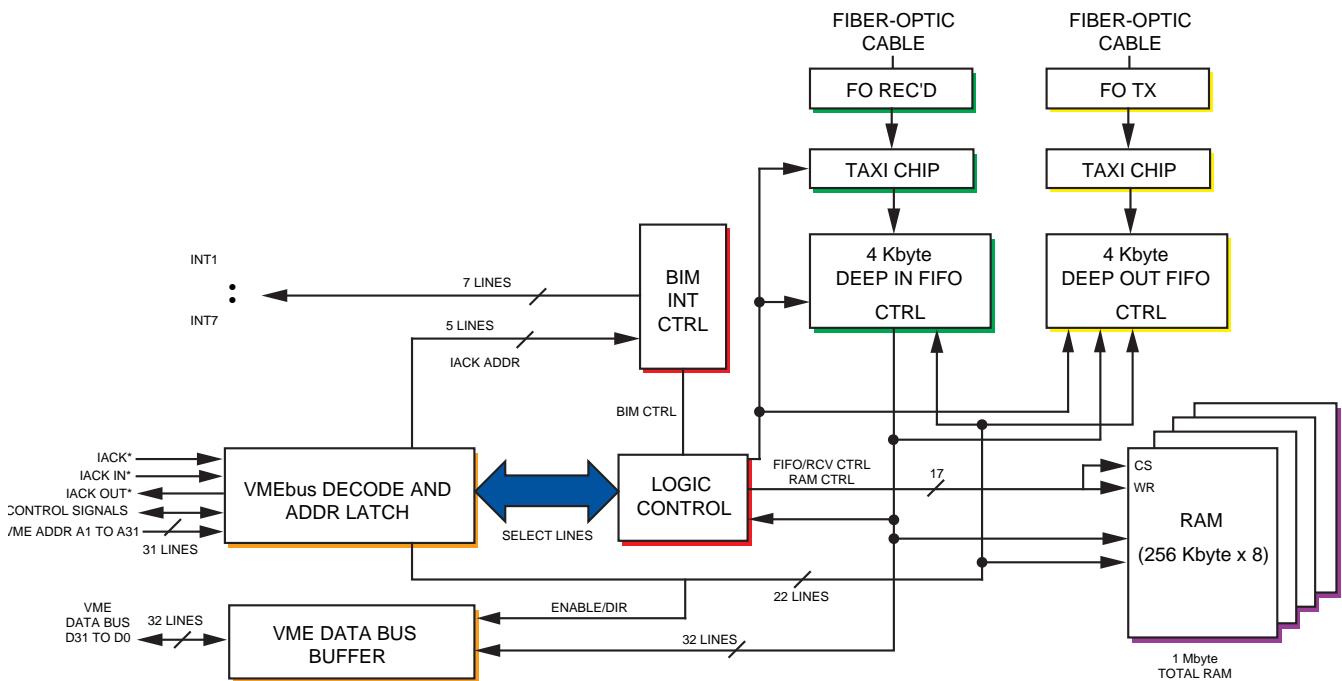 FIBER-OPTIC
CABLE
FIBER-OPTIC
CABLE
FO REC'D
FO TX
TAXI CHIP
TAXI CHIP
4 Kbyte
DEEP IN FIFO
CTRL
4 Kbyte
DEEP OUT FIFO
CTRL
INT1
:
INT7
7 LINES
BIM
INT
CTRL
5 LINES
IACK ADDR
BIM CTRL
IACK*
IACK IN*
IACK OUT*
CONTROL SIGNALS
VME ADDR A1 TO A31
31 LINES
VMEbus DECODE AND
ADDR LATCH
SELECT LINES
LOGIC
CONTROL
FIFO/RCV CTRL
RAM CTRL
17
CS
WR
RAM
(256 Kbyte x 8)
22 LINES
ENABLE/DIR
VME
DATA BUS
D31 TO D0
32 LINES
VME DATA BUS
BUFFER
32 LINES
1 Mbyte
TOTAL RAM